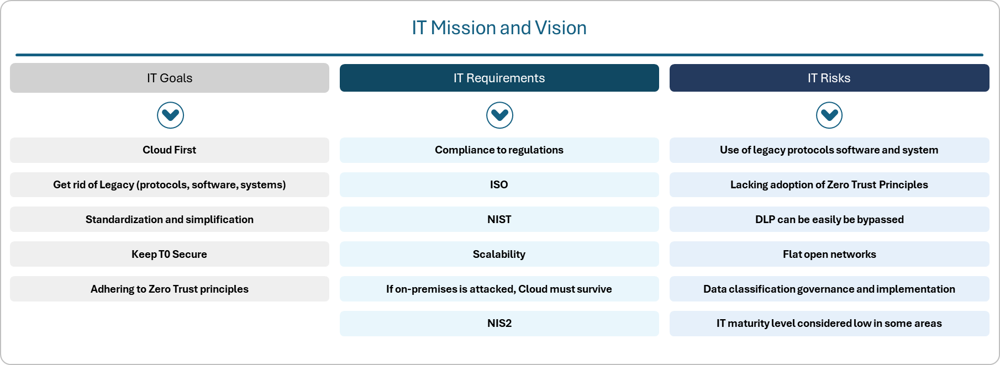 IT Mission and Vision
IT Goals
Cloud First
Get rid of Legacy (protocols, software, systems)
Standardization and simplification
Keep T0 Secure
Adhering to Zero Trust principles
IT Requirements
Compliance to regulations
ISO
NIST
Scalability
If on-premises is attacked, Cloud must survive
NIS2
IT Risks
Use of legacy protocols software and system
Lacking adoption of Zero Trust Principles
DLP can be easily be bypassed
Flat open networks
Data classification governance and implementation
IT maturity level considered low in some areas